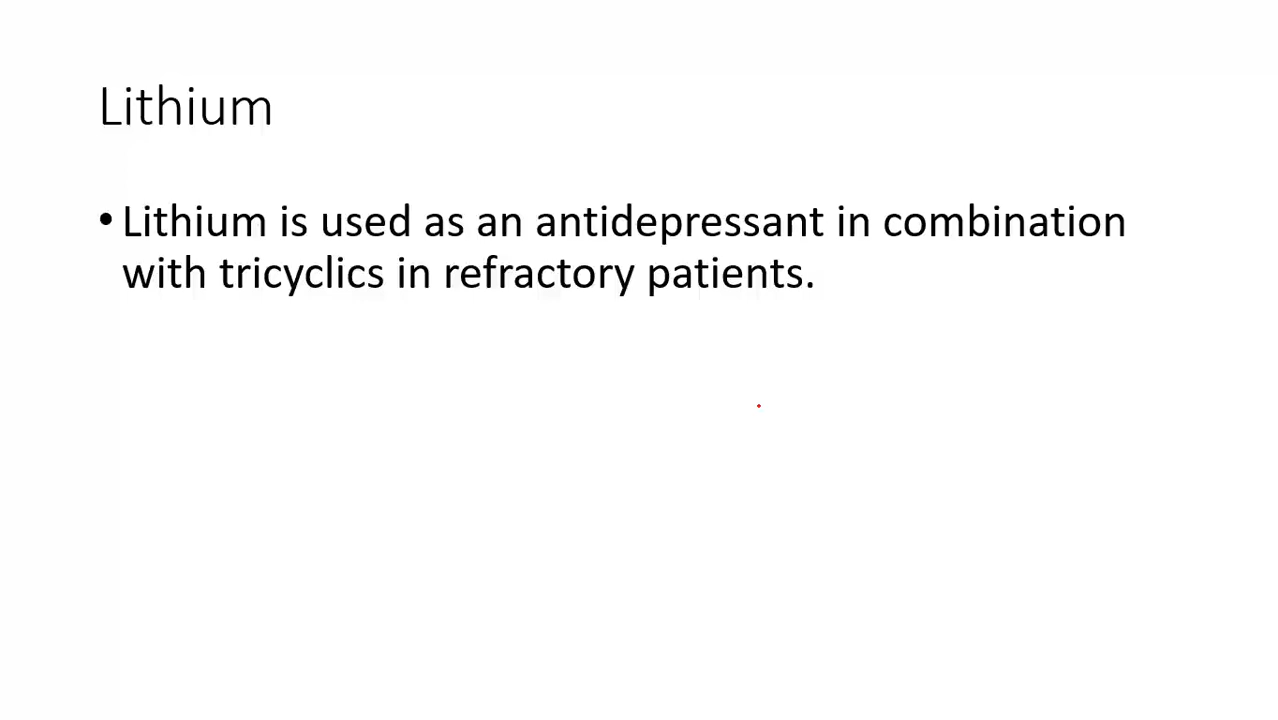 Lithium
• Lithium is used as an antidepressant in combination
with tricyclics in refractory patients.